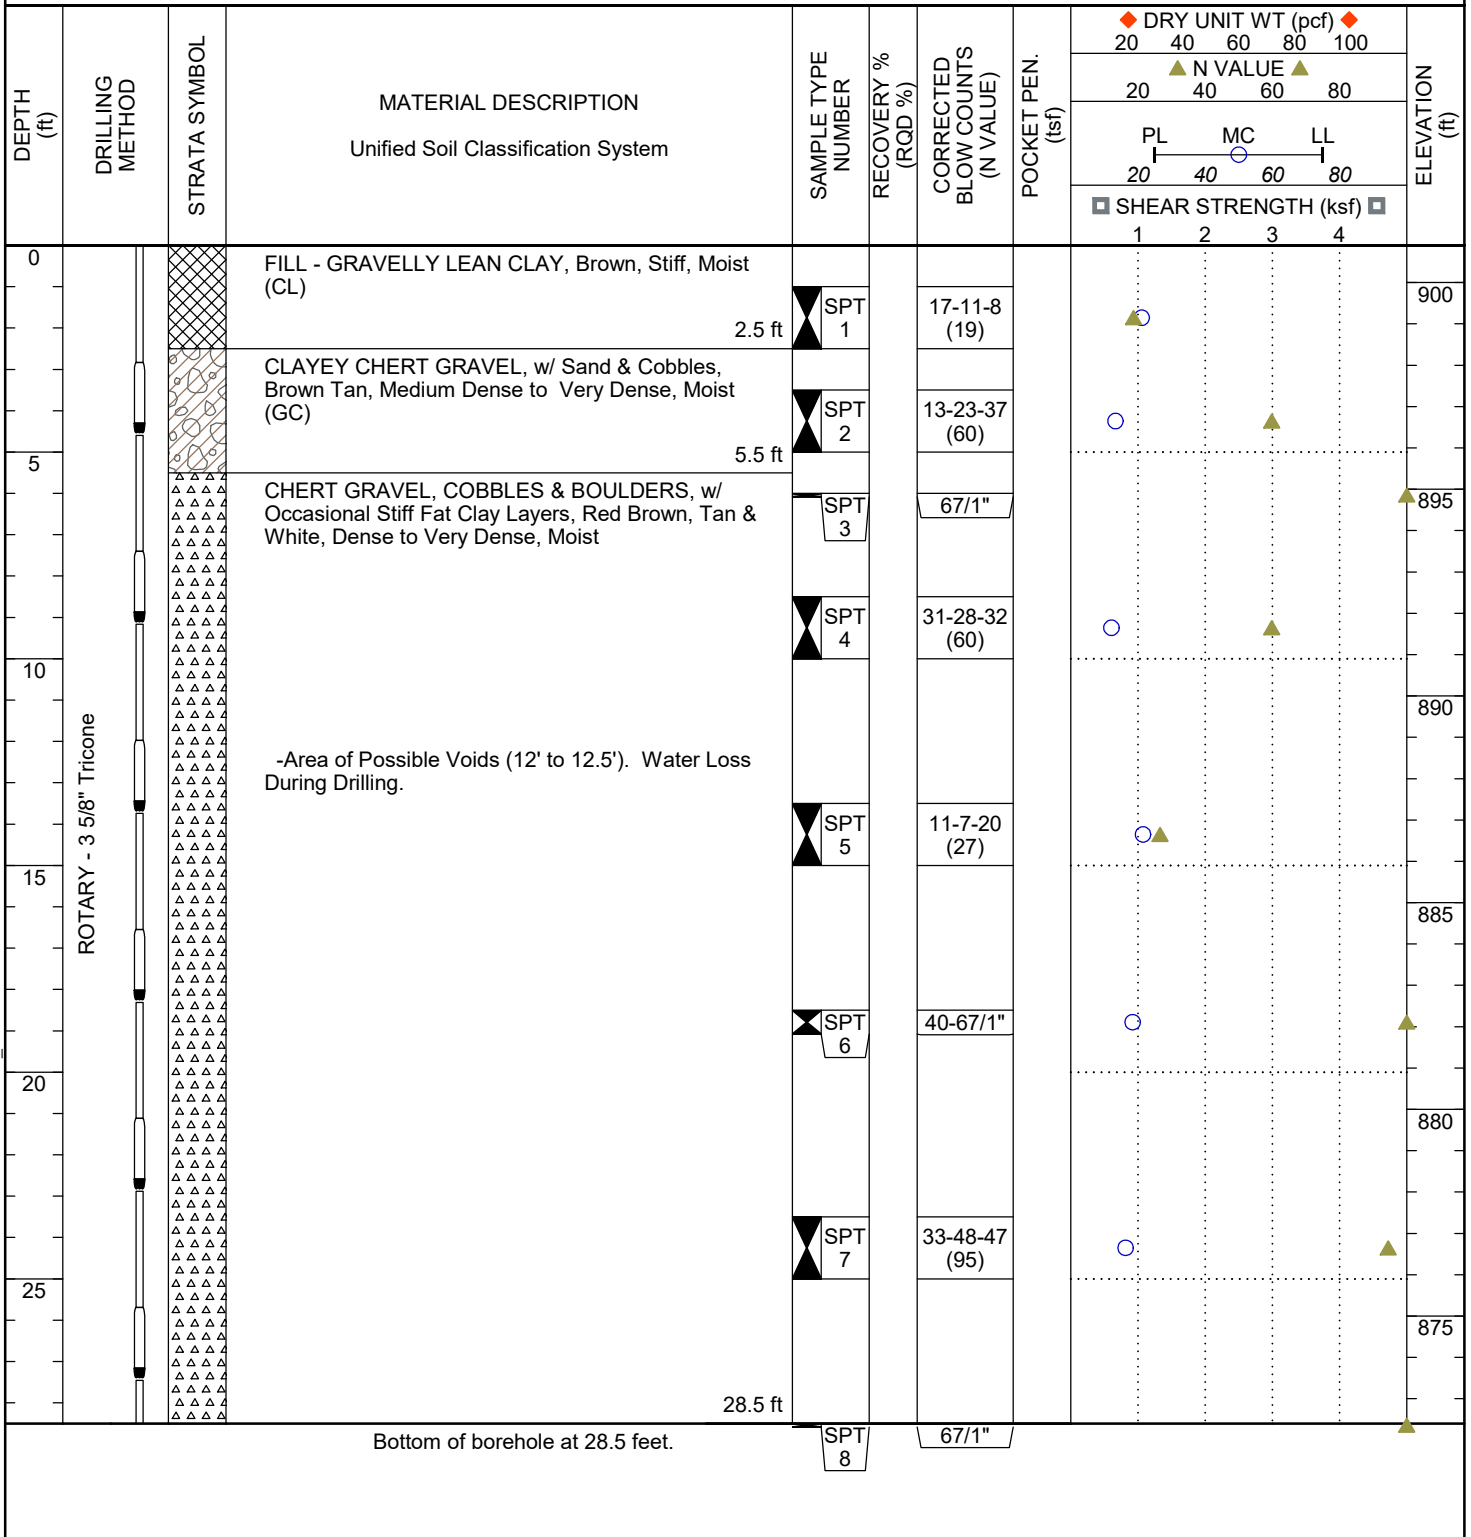 DEPTH
(ft)
DRILLING
METHOD
STRATA SYMBOL
MATERIAL DESCRIPTION
Unified Soil Classification System
SAMPLE TYPE
NUMBER
RECOVERY %
(RQD %)
CORRECTED
BLOW COUNTS
(N VALUE)
POCKET PEN.
(tsf)
DRY UNIT WT (pcf)
20 40 60 80 100
N VALUE
20 40 60 80
PL MC LL
20 40 60 80
SHEAR STRENGTH (ksf)
1 2 3 4
ELEVATION
(ft)
0
FILL - GRAVELLY LEAN CLAY, Brown, Stiff, Moist
(CL)
2.5 ft
SPT
1
17-11-8
(19)
900
CLAYEY CHERT GRAVEL, w/ Sand & Cobbles,
Brown Tan, Medium Dense to Very Dense, Moist
(GC)
5.5 ft
SPT
2
13-23-37
(60)
5
CHERT GRAVEL, COBBLES & BOULDERS, w/
Occasional Stiff Fat Clay Layers, Red Brown, Tan &
White, Dense to Very Dense, Moist
SPT
3
67/1"
895
SPT
4
31-28-32
(60)
10
890
ROTARY - 3 5/8" Tricone
-Area of Possible Voids (12' to 12.5'). Water Loss
During Drilling.
SPT
5
11-7-20
(27)
15
885
SPT
6
40-67/1"
20
880
SPT
7
33-48-47
(95)
25
875
28.5 ft
Bottom of borehole at 28.5 feet.
SPT
8
67/1"